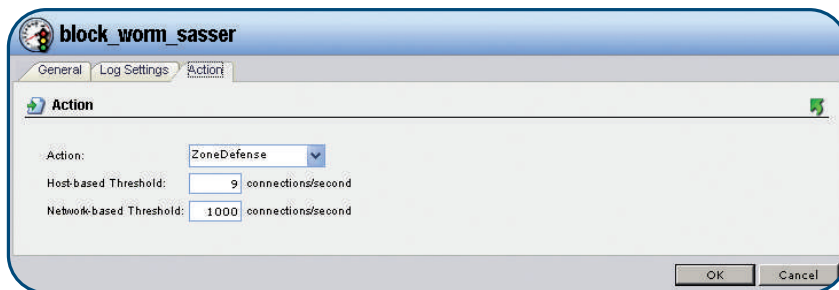 block_worm_sasser
General Log Settings Action
Action
Action: ZoneDefense
Host-based Threshold: 9 connections/second
Network-based Threshold: 1000 connections/second
OK Cancel